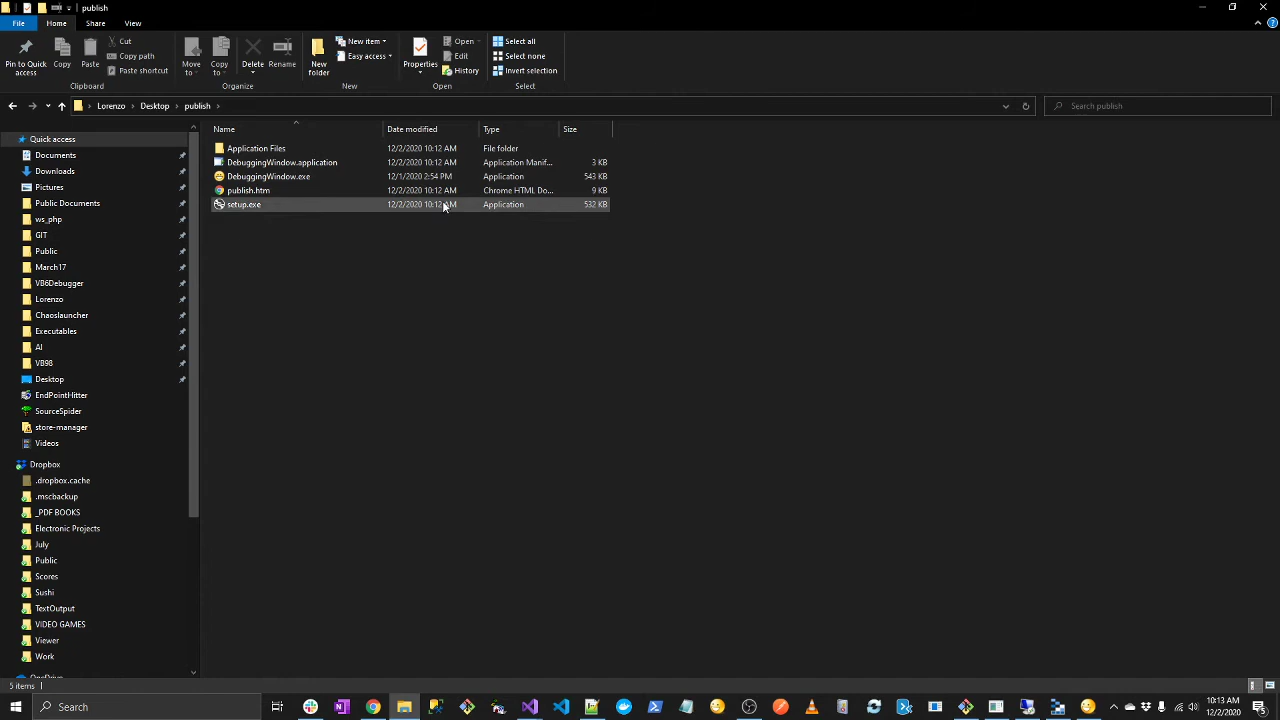 publish
File Home Share View
Pin to Quick access
Copy
Paste
Cut
Copy path
Paste shortcut
Clipboard
Move to
Copy to
Delete
Rename
Organize
New folder
New item
Easy access
New
Properties
Open
Edit
History
Open
Select all
Select none
Invert selection
Select
Lorenzo Desktop publish
Search publish
Quick access
Documents
Downloads
Pictures
Public Documents
ws_php
GIT
Public
March17
VB6Debugger
Lorenzo
Chaoslauncher
Executables
AI
VB98
Desktop
EndPointHitter
SourceSpider
store-manager
Videos
Dropbox
.dropbox.cache
.mscbackup
_PDF BOOKS
Electronic Projects
July
Public
Scores
Sushi
TextOutput
VIDEO GAMES
Viewer
Work
Name Date modified Type Size
Application Files 12/2/2020 10:12 AM File folder
DebuggingWindow.application 12/2/2020 10:12 AM Application Manif... 3 KB
DebuggingWindow.exe 12/1/2020 2:54 PM Application 543 KB
publish.htm 12/2/2020 10:12 AM Chrome HTML Do... 9 KB
setup.exe 12/2/2020 10:12 AM Application 532 KB
5 items
Search
10:13 AM
12/2/2020